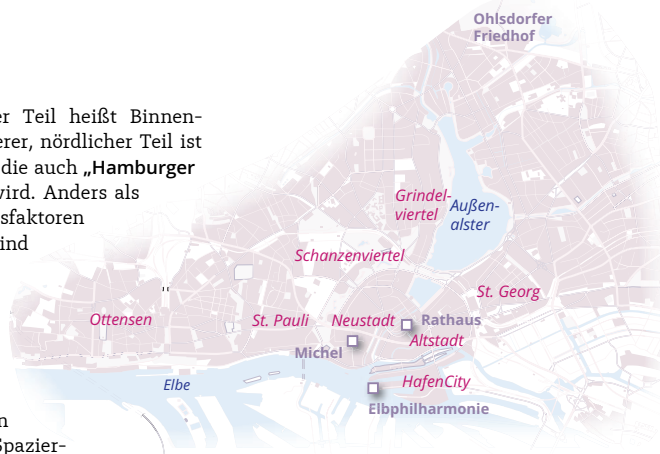 Ohlsdorfer
Friedhof
er Teil heißt Binnen-
erer, nördlicher Teil ist
die auch „Hamburger
wird. Anders als
sfaktoren
ind
Grindel-
viertel
Außen-
alster
Schanzenviertel
St. Georg
Ottensen
St. Pauli
Neustadt
Rathaus
Altstadt
Michel
Elbe
HafenCity
Elbphilharmonie
n
Spazier-